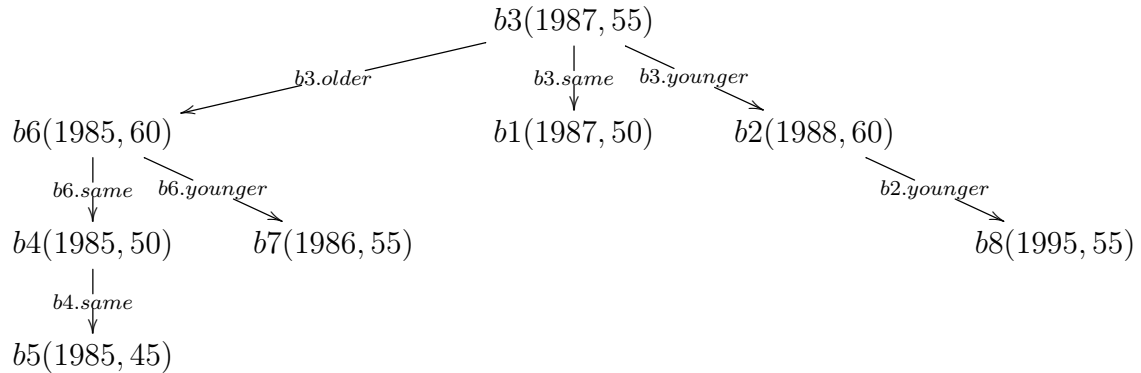 b3(1987, 55)
b3.older b3.same b3.younger
b6(1985, 60) b1(1987, 50) b2(1988, 60)
b6.same b6.younger b2.younger
b4(1985, 50) b7(1986, 55) b8(1995, 55)
b4.same
b5(1985, 45)